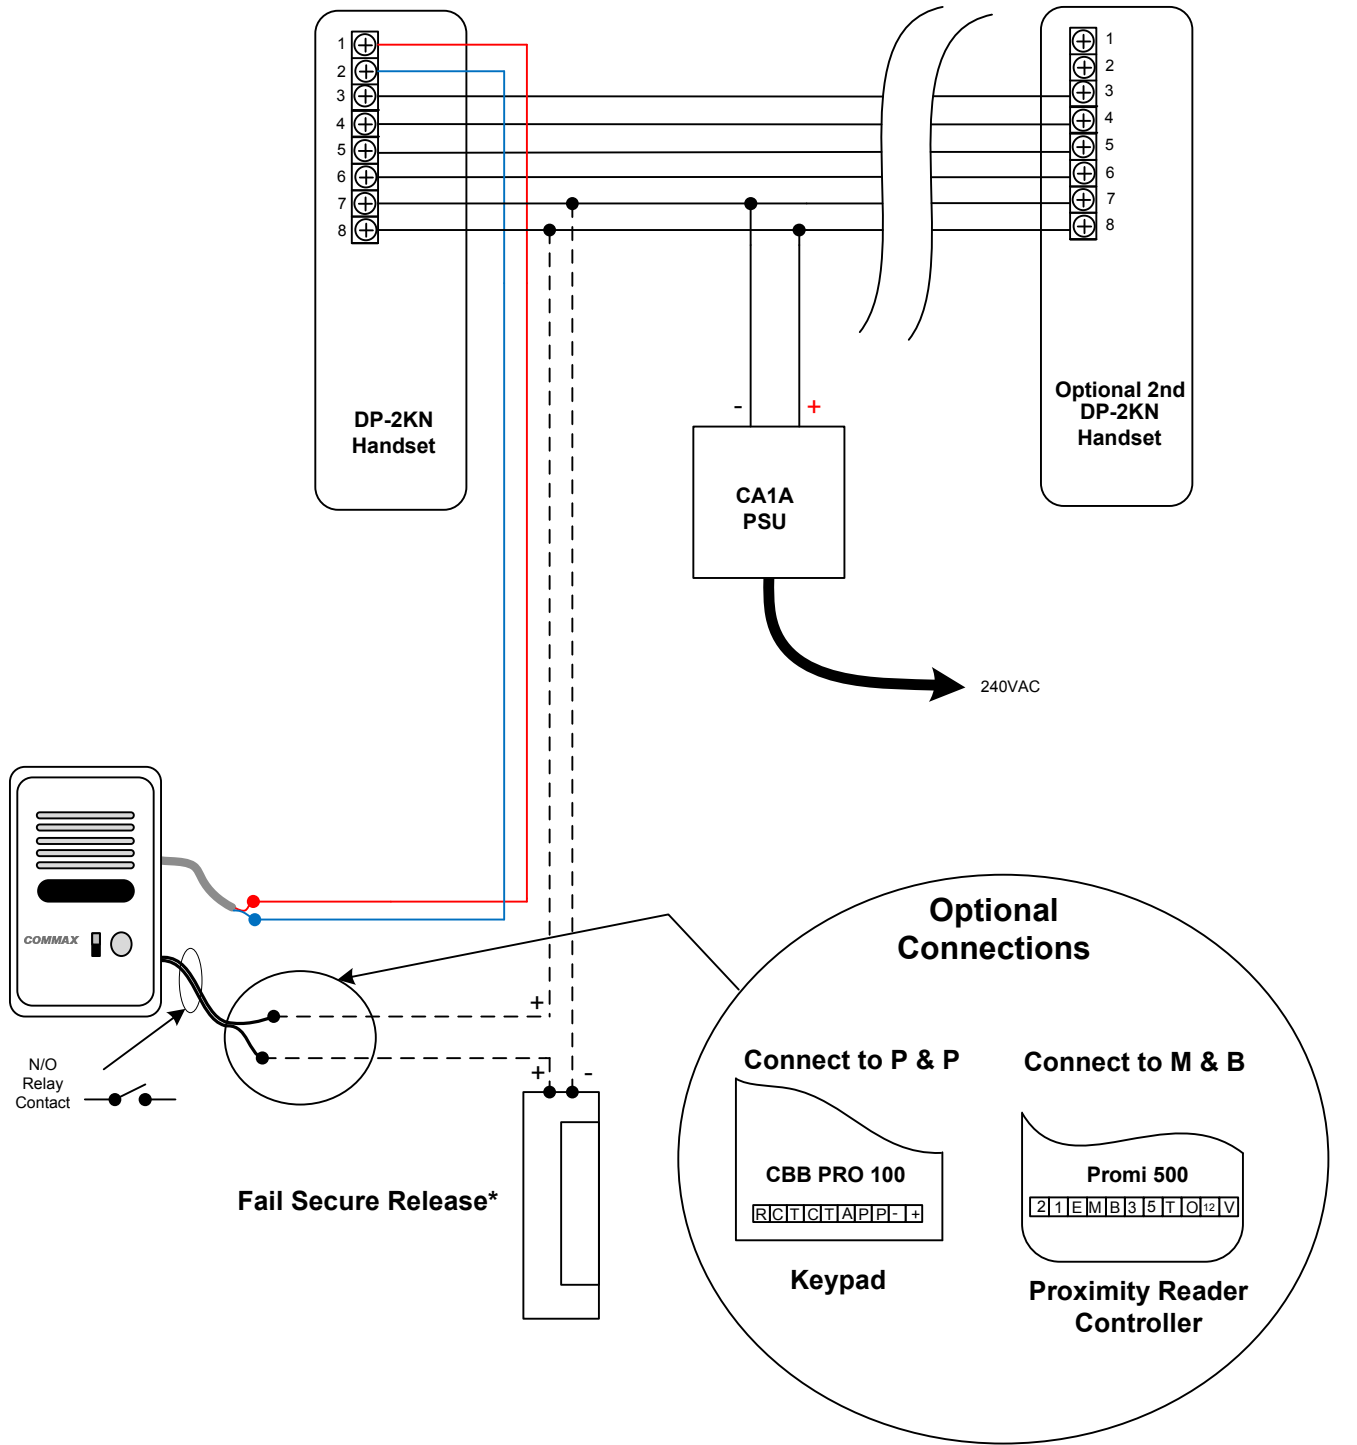 1
2
3
4
5
6
7
8
DP-2KN
Handset
1
2
3
4
5
6
7
8
Optional 2nd
DP-2KN
Handset
- +
CA1A
PSU
240VAC
COMMAX
N/O
Relay
Contact
+
+ -
Fail Secure Release*
Optional
Connections
Connect to P & P
CBB PRO 100
R C T C T A P P - +
Keypad
Connect to M & B
Promi 500
2 1 E M B 3 5 T O 12 V
Proximity Reader
Controller